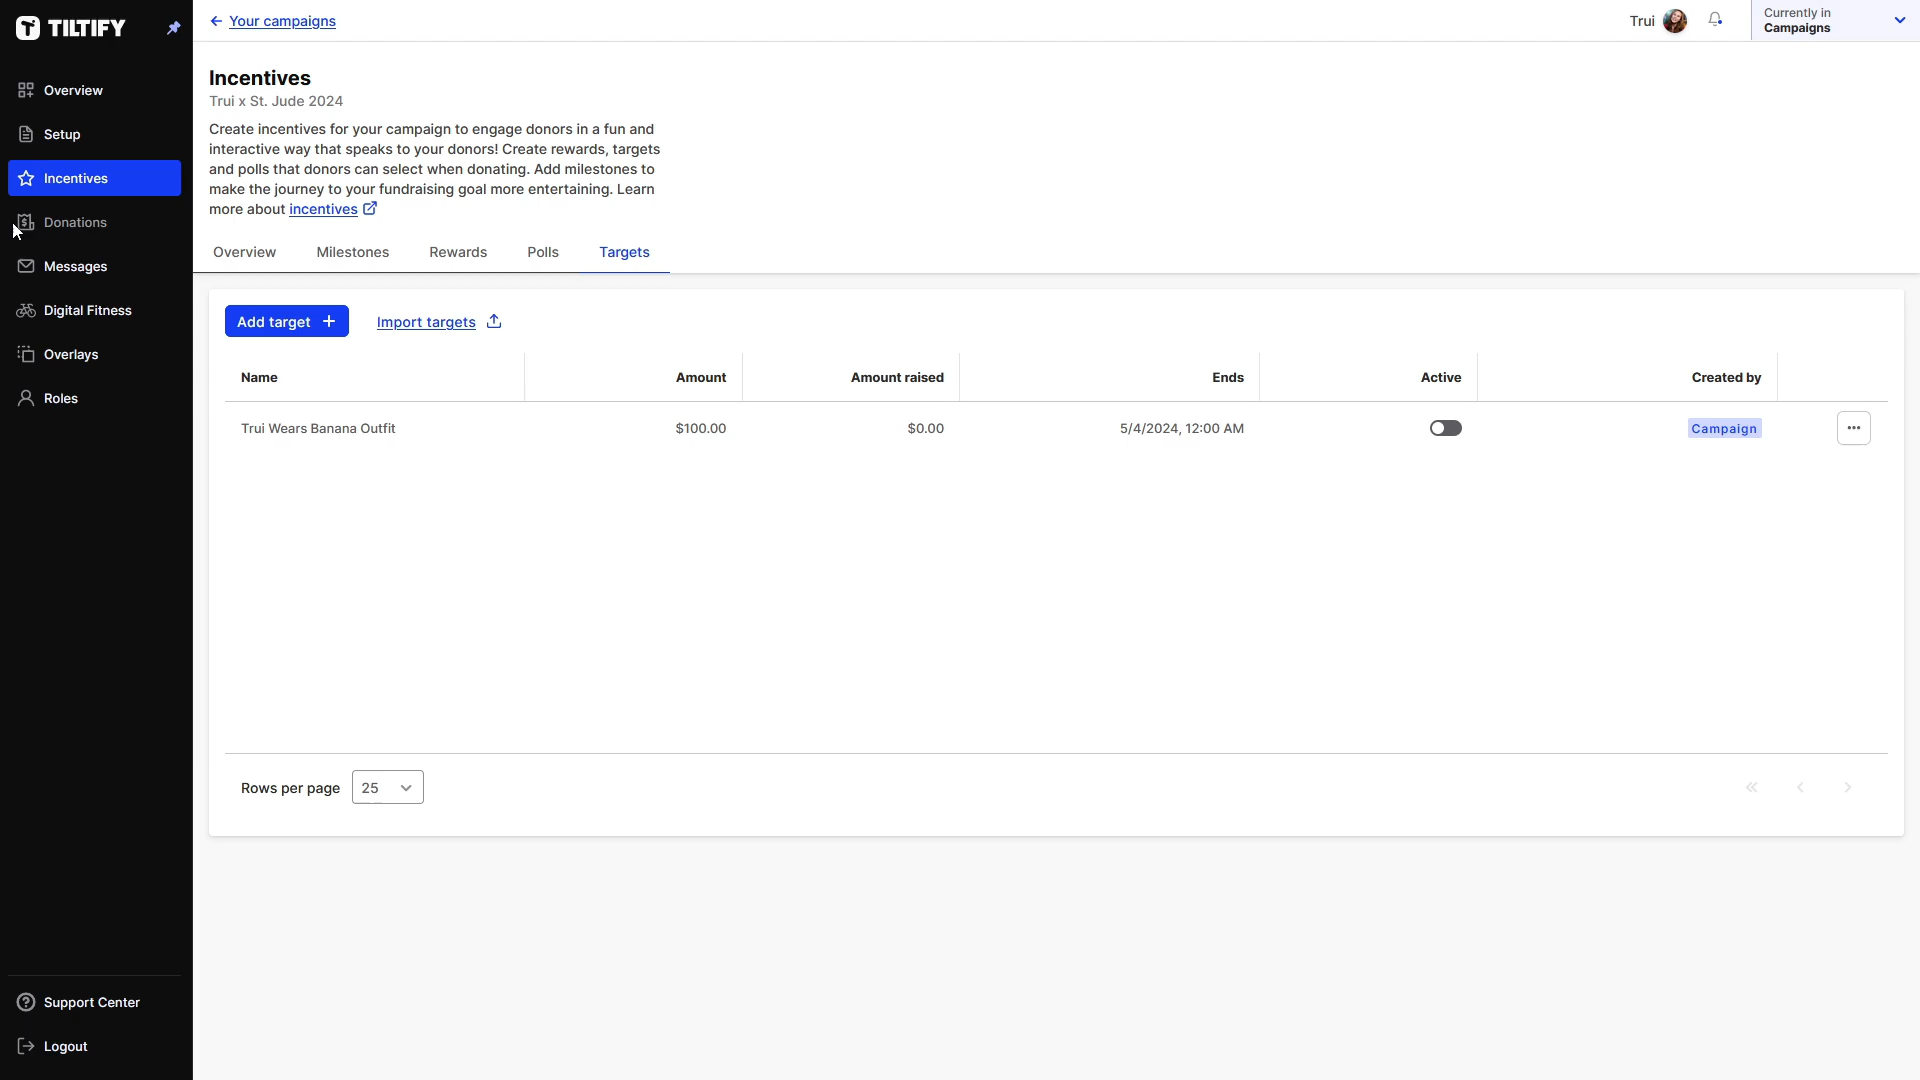 TILTIFY
Overview
Setup
Incentives
Donations
Messages
Digital Fitness
Overlays
Roles
Support Center
Logout
Your campaigns
Trui
Currently in
Campaigns
Incentives
Trui x St. Jude 2024
Create incentives for your campaign to engage donors in a fun and
interactive way that speaks to your donors! Create rewards, targets
and polls that donors can select when donating. Add milestones to
make the journey to your fundraising goal more entertaining. Learn
more about incentives
Overview Milestones Rewards Polls Targets
Add target + Import targets
Name Amount Amount raised Ends Active Created by
Trui Wears Banana Outfit $100.00 $0.00 5/4/2024, 12:00 AM Campaign
Rows per page 25